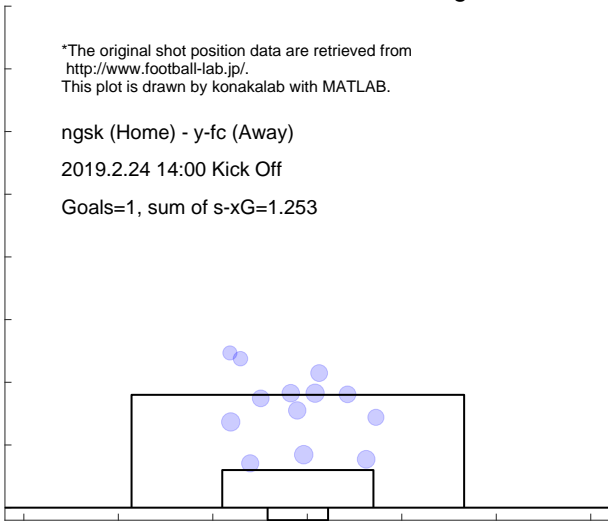 *The original shot position data are retrieved from
http://www.football-lab.jp/.
This plot is drawn by konakalab with MATLAB.
ngsk (Home) - y-fc (Away)
2019.2.24 14:00 Kick Off
Goals=1, sum of s-xG=1.253